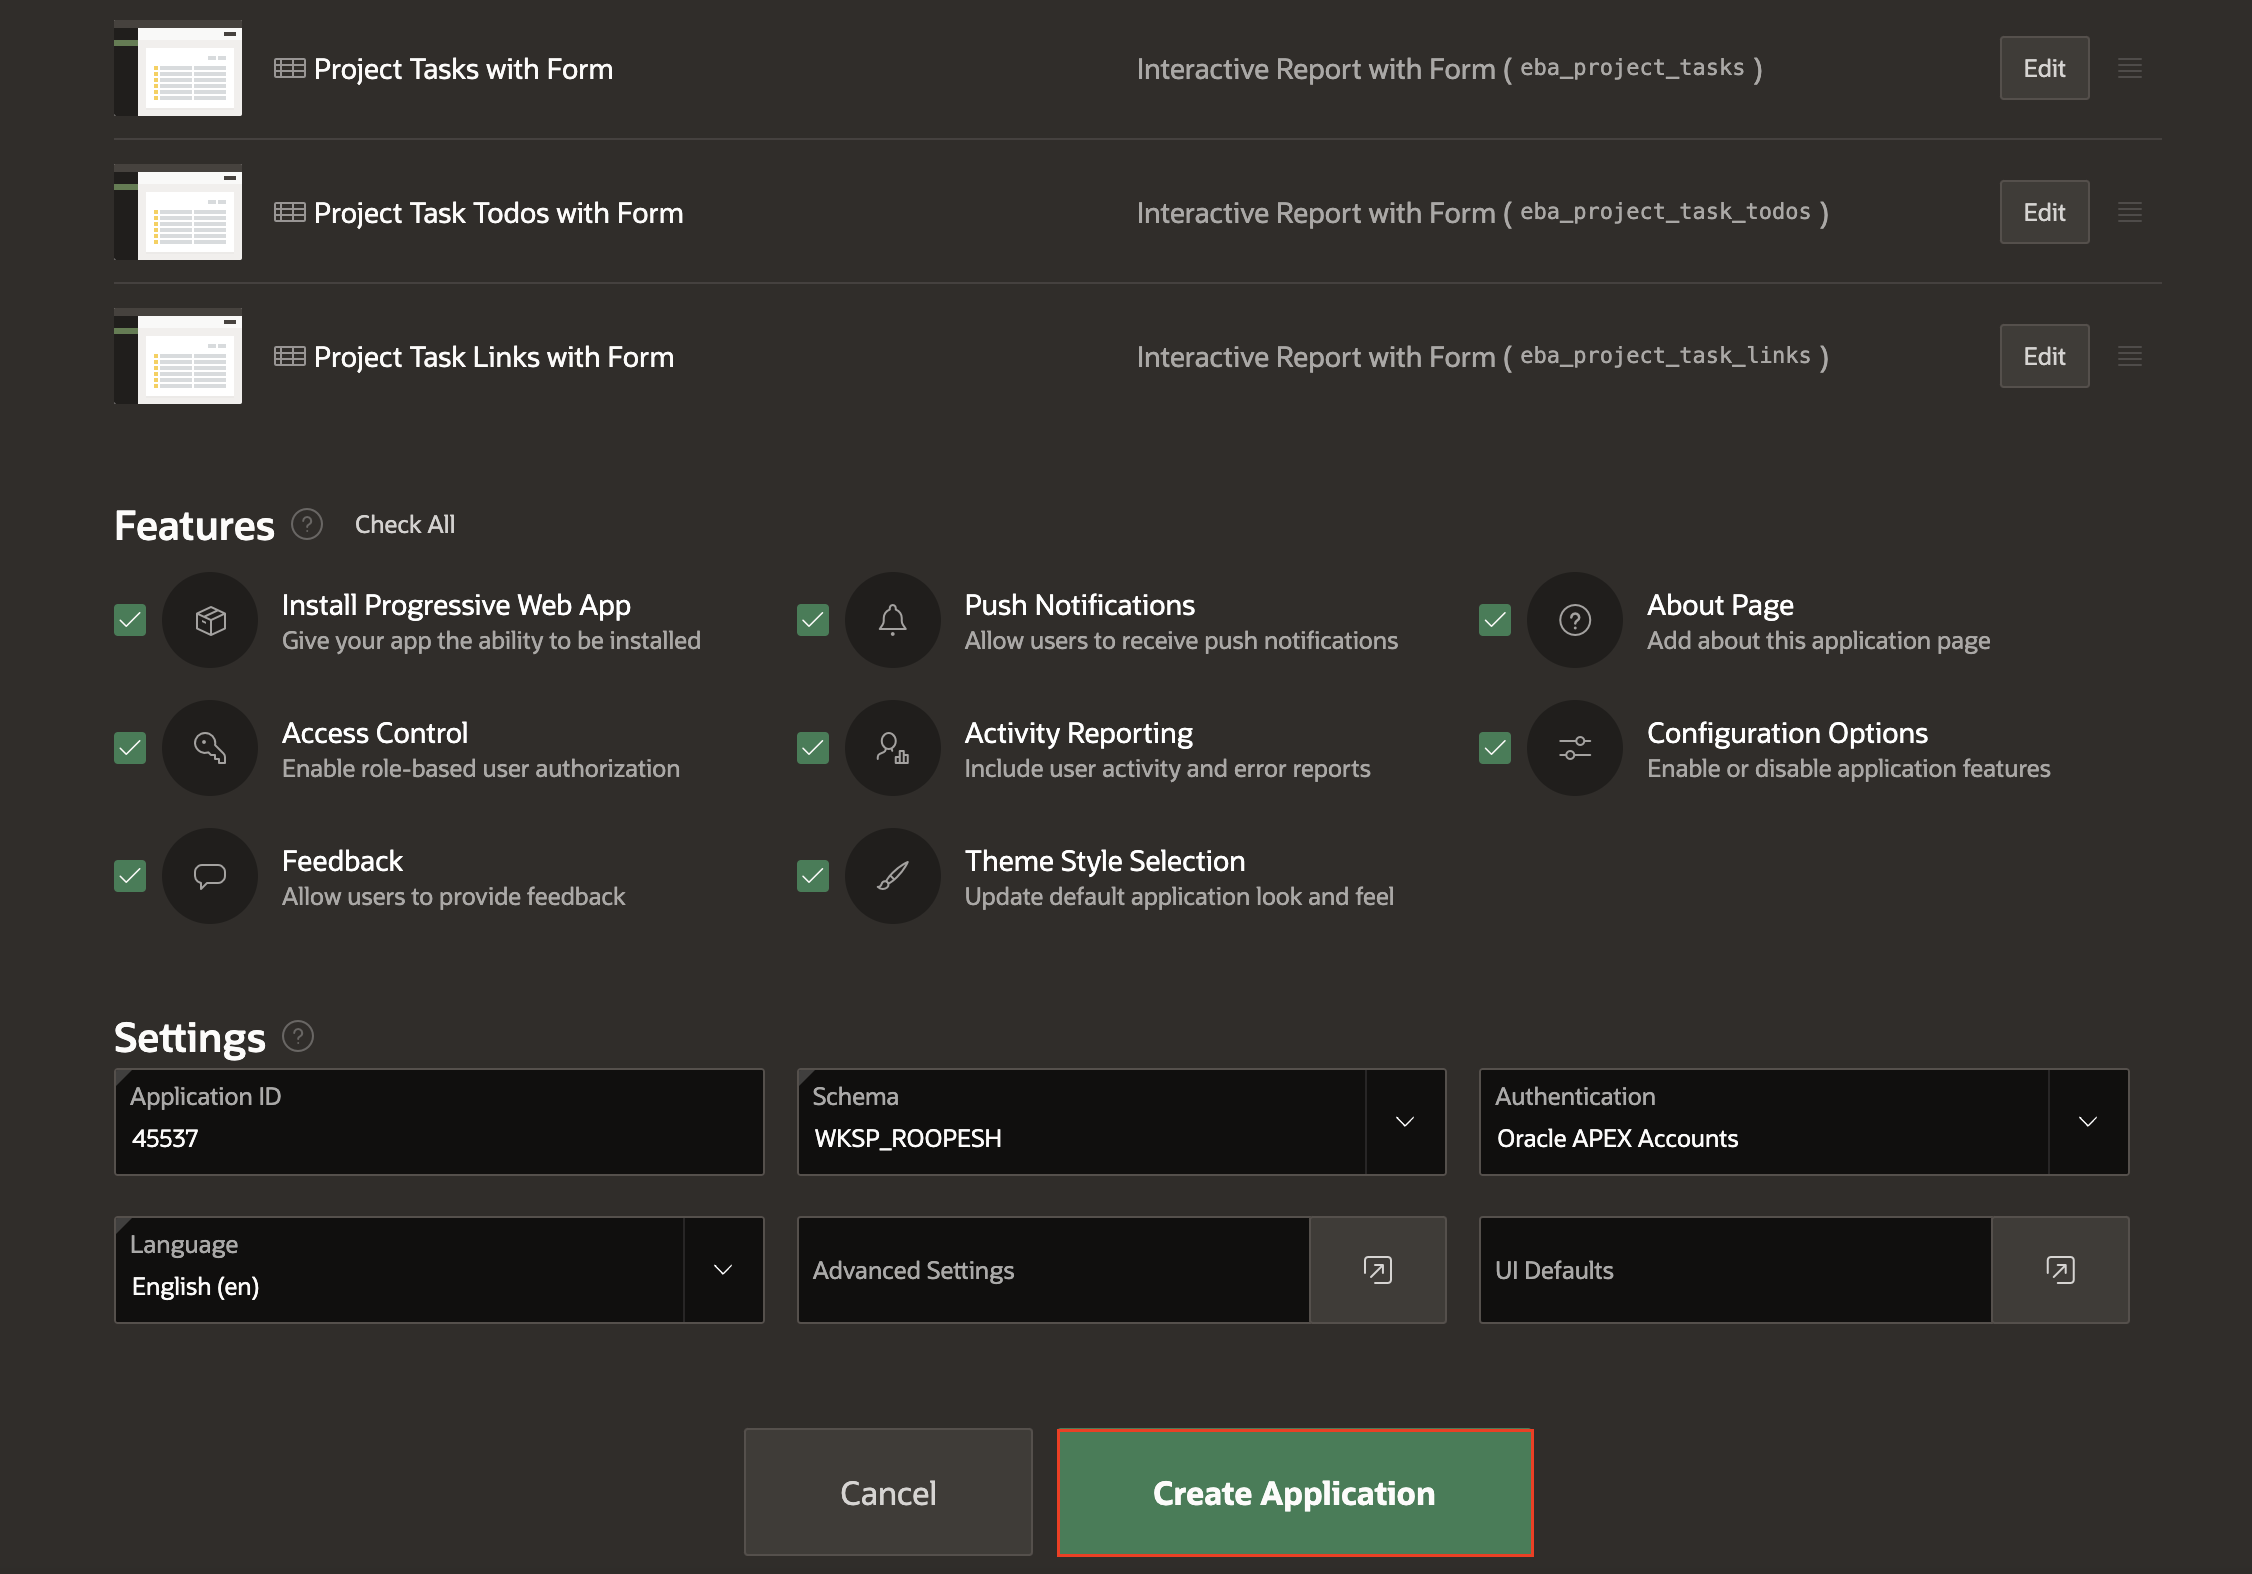 Project Tasks with Form Interactive Report with Form ( eba_project_tasks ) Edit
Project Task Todos with Form Interactive Report with Form ( eba_project_task_todos ) Edit
Project Task Links with Form Interactive Report with Form ( eba_project_task_links ) Edit
Features ? Check All
Install Progressive Web App
Give your app the ability to be installed
Push Notifications
Allow users to receive push notifications
?
About Page
Add about this application page
Access Control
Enable role-based user authorization
Activity Reporting
Include user activity and error reports
Configuration Options
Enable or disable application features
Feedback
Allow users to provide feedback
Theme Style Selection
Update default application look and feel
Settings ?
Application ID
45537
Schema
WKSP_ROOPESH
Authentication
Oracle APEX Accounts
Language
English (en)
Advanced Settings
UI Defaults
Cancel
Create Application